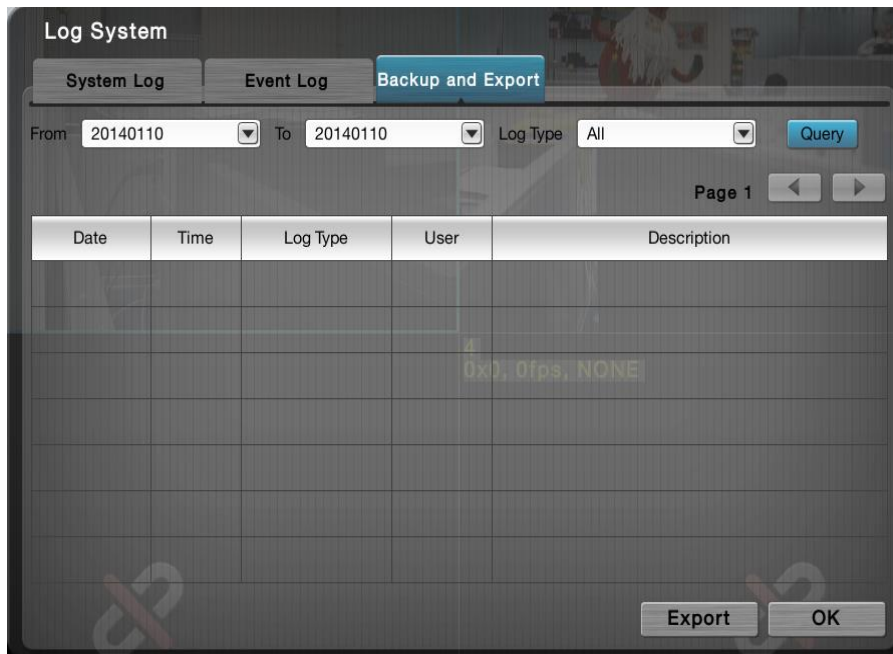 Log System
System Log Event Log Backup and Export
From 20140110 To 20140110 Log Type All Query
Page 1
Date Time Log Type User Description
4
0x0, 0fps, NONE
Export OK